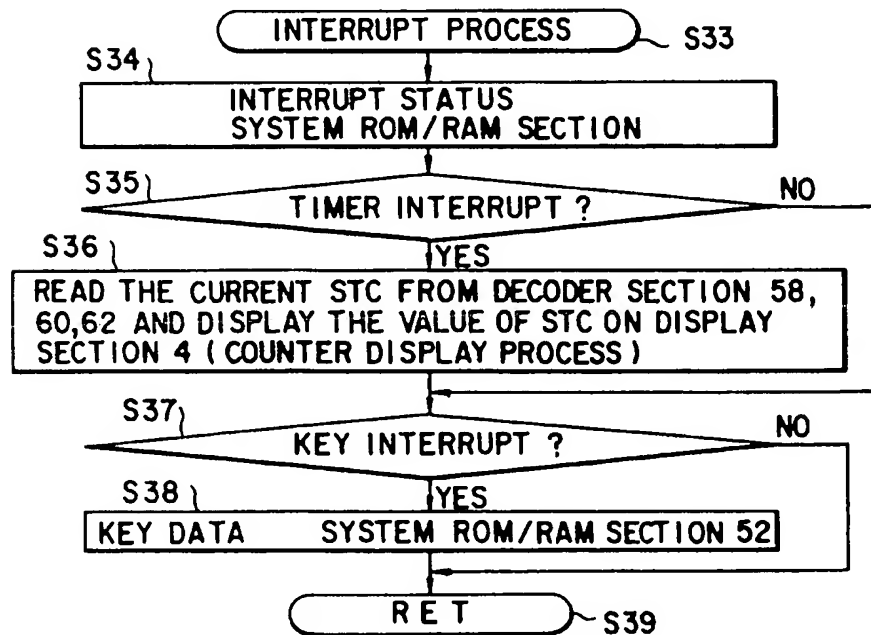 INTERRUPT PROCESS
S33
S34
INTERRUPT STATUS
SYSTEM ROM/RAM SECTION
S35
TIMER INTERRUPT ?
NO
YES
S36
READ THE CURRENT STC FROM DECODER SECTION 58,
60,62 AND DISPLAY THE VALUE OF STC ON DISPLAY
SECTION 4 (COUNTER DISPLAY PROCESS)
S37
KEY INTERRUPT ?
NO
YES
S38
KEY DATA SYSTEM ROM/RAM SECTION 52
RET
S39